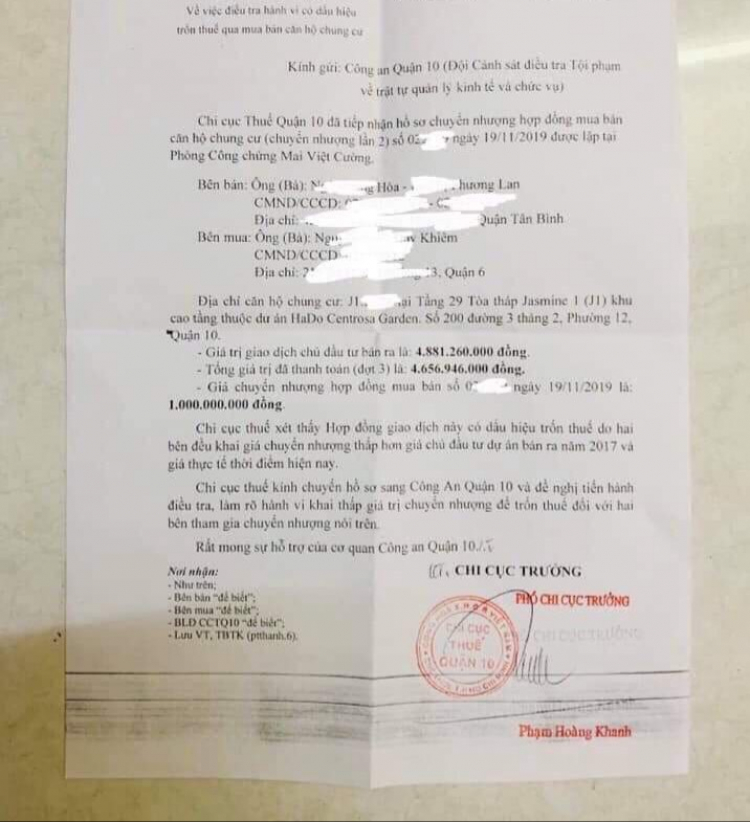 Về việc điều tra hành vi có dấu hiệu
trốn thuế qua mua bán căn hộ chung cư
Kính gửi: Công an Quận 10 (Đội Cảnh sát điều tra Tội phạm
về trật tự quản lý kinh tế và chức vụ)
Chi cục Thuế Quận 10 đã tiếp nhận hồ sơ chuyển nhượng hợp đồng mua bán
căn hộ chung cư (chuyển nhượng lần 2) số 02 ngày 19/11/2019 được lập tại
Phòng Công chứng Mai Việt Cường.
Bên bán: Ông (Bà): Hòa - hương Lan
CMND/CCCD:
Địa chỉ: Quận Tân Bình
Bên mua: Ông (Bà): Khiêm
CMND/CCCD
Địa chỉ: 3, Quận 6
Địa chỉ căn hộ chung cư: J1 Tầng 29 Tòa tháp Jasmine 1 (J1) khu
cao tầng thuộc dự án HaDo Centrosa Garden. Số 200 đường 3 tháng 2, Phường 12,
Quận 10.
- Giá trị giao dịch chủ đầu tư bán ra là: 4.881.260.000 đồng.
- Tổng giá trị đã thanh toán (đợt 3) là: 4.656.946.000 đồng.
- Giá chuyển nhượng hợp đồng mua bán số 0 ngày 19/11/2019 là:
1.000.000.000 đồng.
Chi cục thuế xét thấy Hợp đồng giao dịch này có dấu hiệu trốn thuế do hai
bên đều khai giá chuyển nhượng thấp hơn giá chủ đầu tư dự án bán ra năm 2017 và
giá thực tế thời điểm hiện nay.
Chi cục thuế kính chuyển hồ sơ sang Công An Quận 10 và đề nghị tiến hành
điều tra, làm rõ hành vi khai thấp giá trị chuyển nhượng để trốn thuế đối với hai
bên tham gia chuyển nhượng nói trên.
Rất mong sự hỗ trợ của cơ quan Công an Quận 10.
Nơi nhận:
- Như trên;
- Bên bán "để biết";
- Bên mua "để biết";
- BLĐ CCTQ10 "để biết";
- Lưu VT, TBTK (ptthanh.6).
CHI CỤC TRƯỞNG
PHÓ CHI CỤC TRƯỞNG
CHI CỤC
THUẾ
QUẬN 10
Phạm Hoàng Khanh